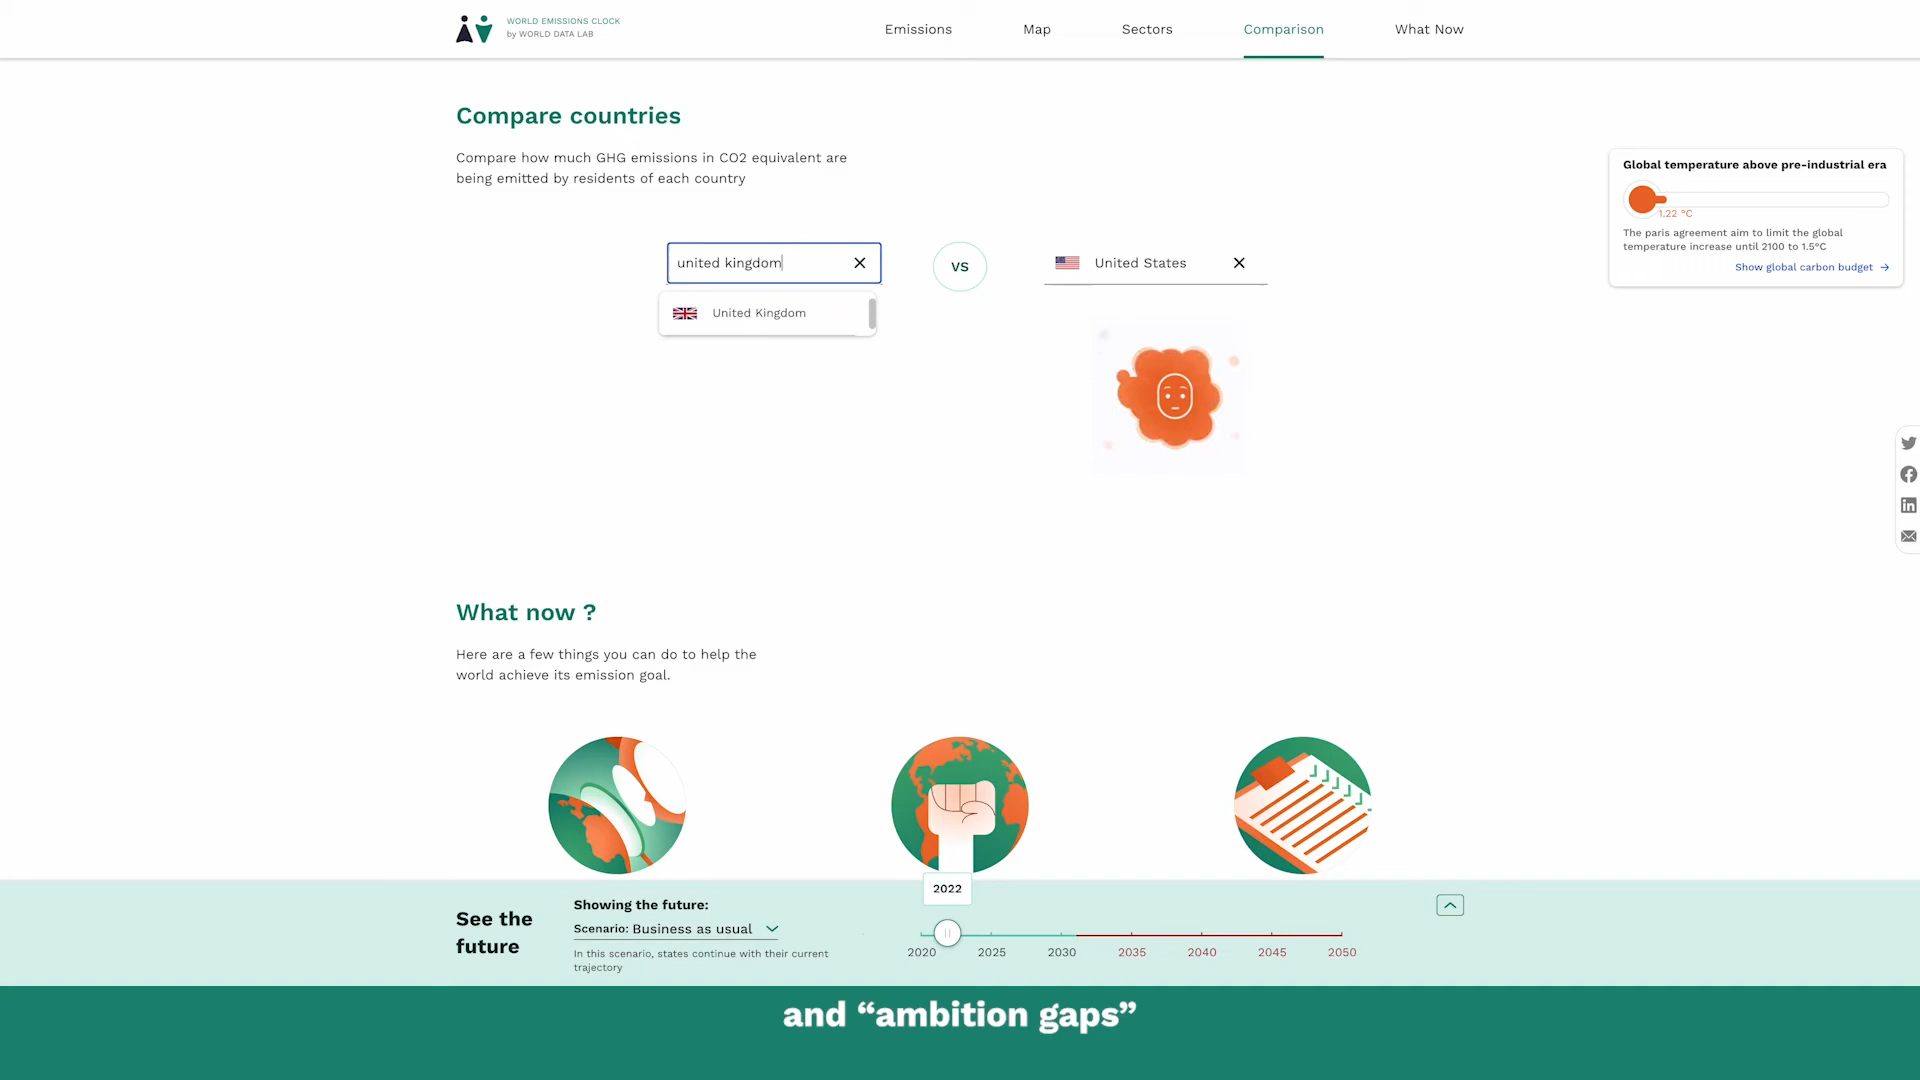 WORLD EMISSIONS CLOCK
by WORLD DATA LAB
Emissions
Map
Sectors
Comparison
What Now
Compare countries
Compare how much GHG emissions in CO2 equivalent are
being emitted by residents of each country
Global temperature above pre-industrial era
1.22 °C
The paris agreement aim to limit the global
temperature increase until 2100 to 1.5°C
Show global carbon budget
united kingdom
VS
United States
United Kingdom
What now ?
Here are a few things you can do to help the
world achieve its emission goal.
2022
See the
future
Showing the future:
Scenario: Business as usual
In this scenario, states continue with their current
trajectory
2020
2025
2030
2035
2040
2045
2050
and “ambition gaps”